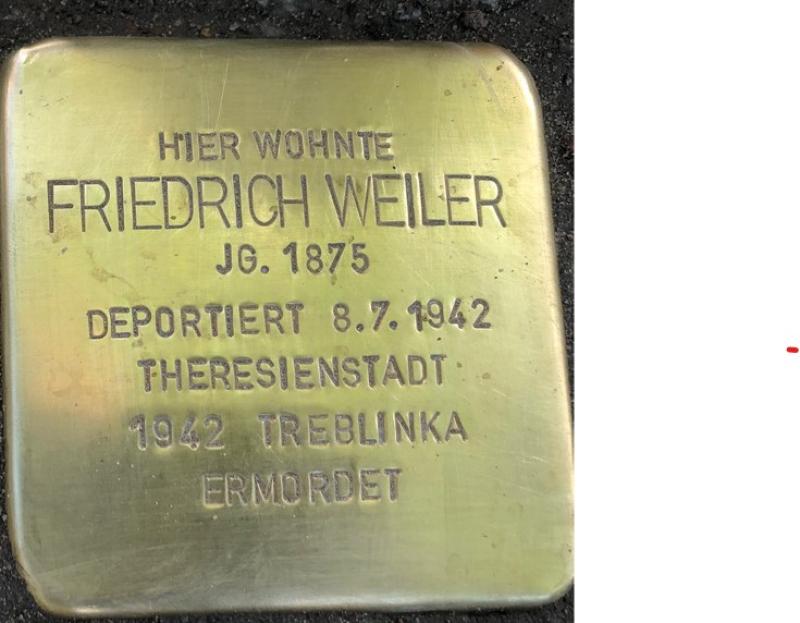 HIER WOHNTE
FRIEDRICH WEILER
JG. 1875
DEPORTIERT 8.7.1942
THERESIENSTADT
1942 TREBLINKA
ERMORDET